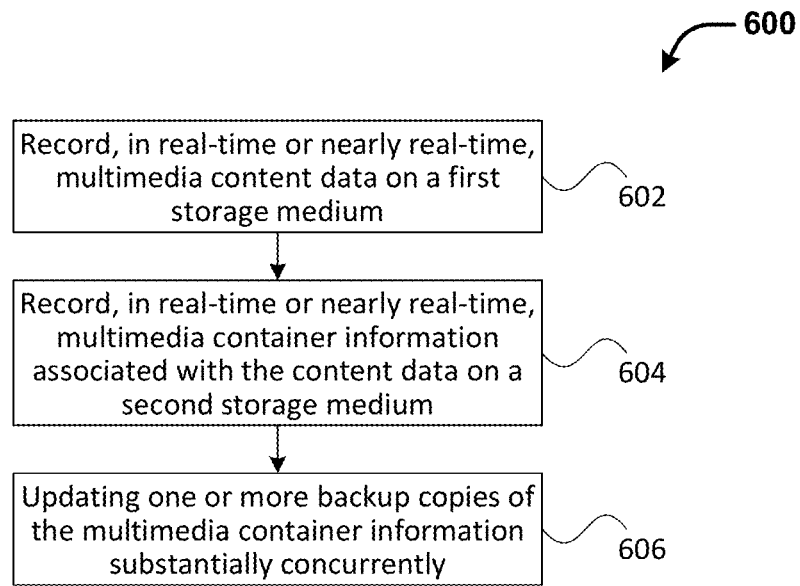 600
Record, in real-time or nearly real-time,
multimedia content data on a first
storage medium
602
Record, in real-time or nearly real-time,
multimedia container information
associated with the content data on a
second storage medium
604
Updating one or more backup copies of
the multimedia container information
substantially concurrently
606